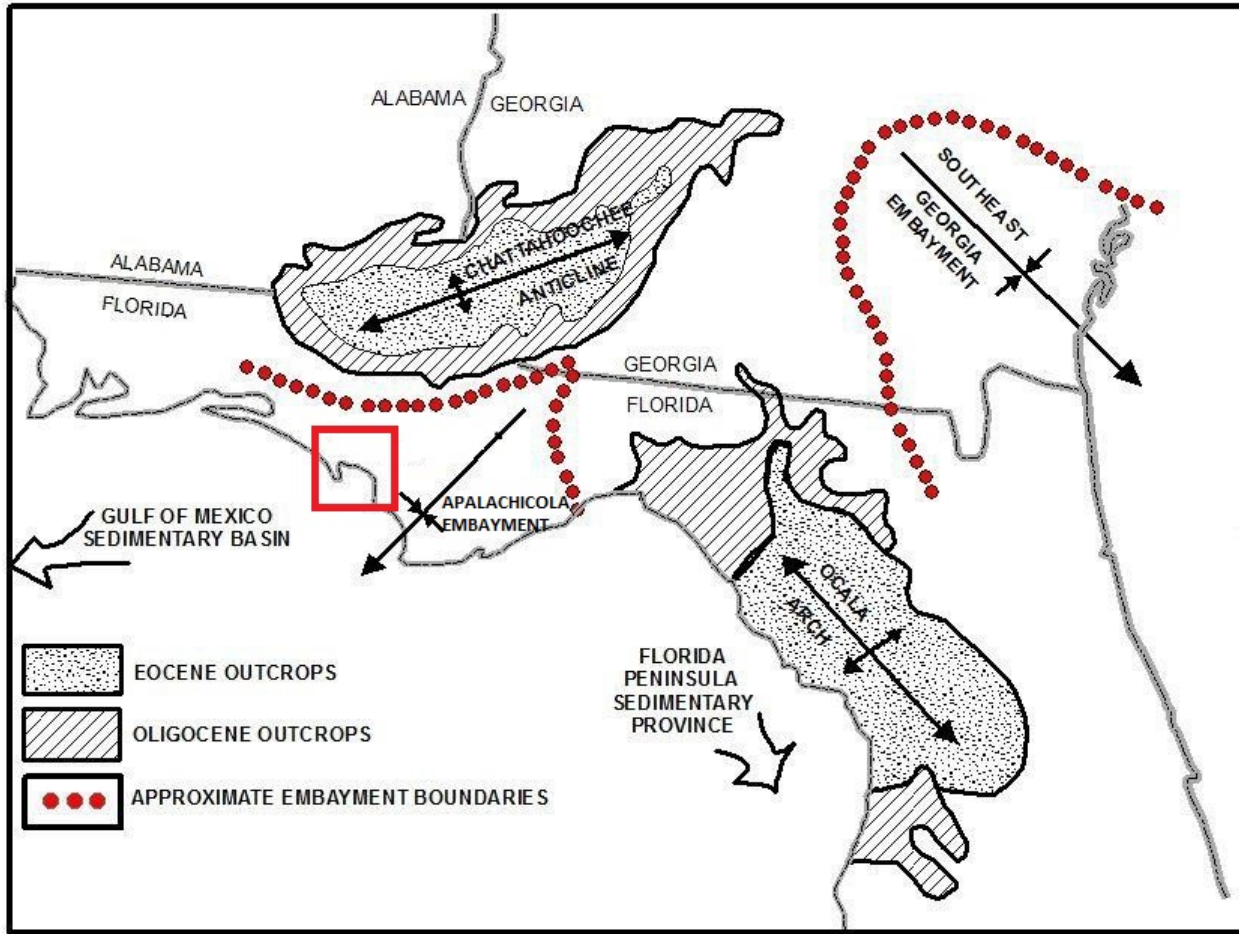 ALABAMA
GEORGIA
ALABAMA
FLORIDA
CHATTAHOOCHEE
ANTICLINE
SOUTHEAST
GEORGIA
EMBAYMENT
GEORGIA
FLORIDA
APALACHICOLA
EMBAYMENT
GULF OF MEXICO
SEDIMENTARY BASIN
OCALA
ARCH
FLORIDA
PENINSULA
SEDIMENTARY
PROVINCE
EOCENE OUTCROPS
OLIGOCENE OUTCROPS
APPROXIMATE EMBAYMENT BOUNDARIES